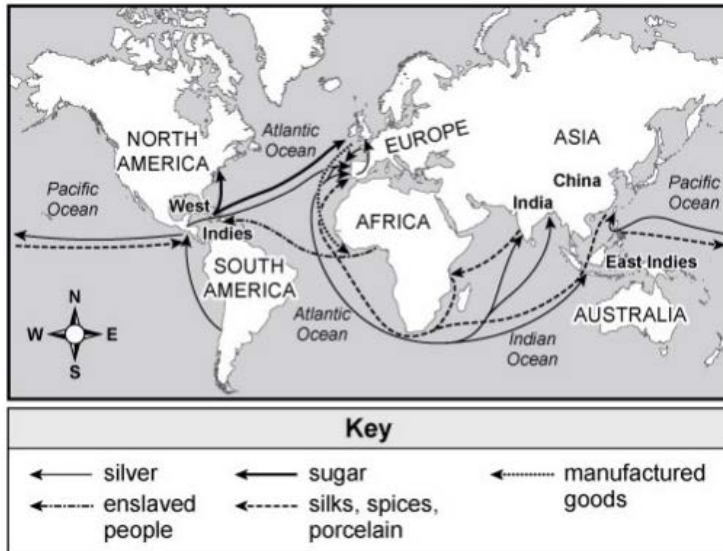 NORTH
AMERICA
Atlantic
Ocean
EUROPE
ASIA
Pacific
Ocean
West
Indies
AFRICA
India
China
Pacific
Ocean
East Indies
SOUTH
AMERICA
Atlantic
Ocean
Indian
Ocean
AUSTRALIA
N
W E
S
Key
silver
sugar
manufactured
goods
enslaved
people
silks, spices,
porcelain